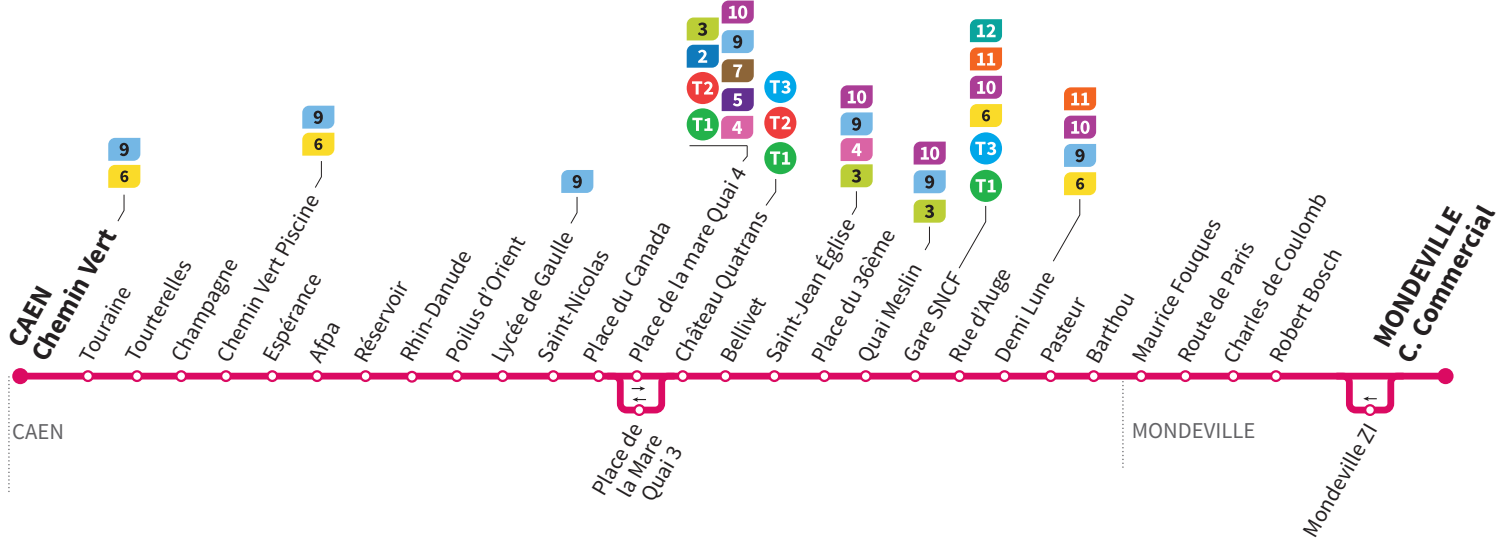 9
6
CAEN
Chemin Vert
Touraine
Tourterelles
Champagne
9
6
Chemin Vert Piscine
Espérance
Afpa
Réservoir
Rhin-Danude
Poilus d'Orient
9
Lycée de Gaulle
Saint-Nicolas
Place du Canada
3
2
T2
T1
10
9
7
5
4
Place de la mare Quai 4
T3
T2
T1
Château Quatrans
Bellivet
10
9
4
3
Saint-Jean Église
Place du 36ème
10
9
3
Quai Meslin
12
11
10
6
T3
T1
Gare SNCF
Rue d'Auge
11
10
9
6
Demi Lune
Pasteur
Barthou
Maurice Fouques
Route de Paris
Charles de Coulomb
Robert Bosch
MONDEVILLE
C. Commercial
CAEN
Place de
la Mare
Quai 3
MONDEVILLE
Mondeville ZI